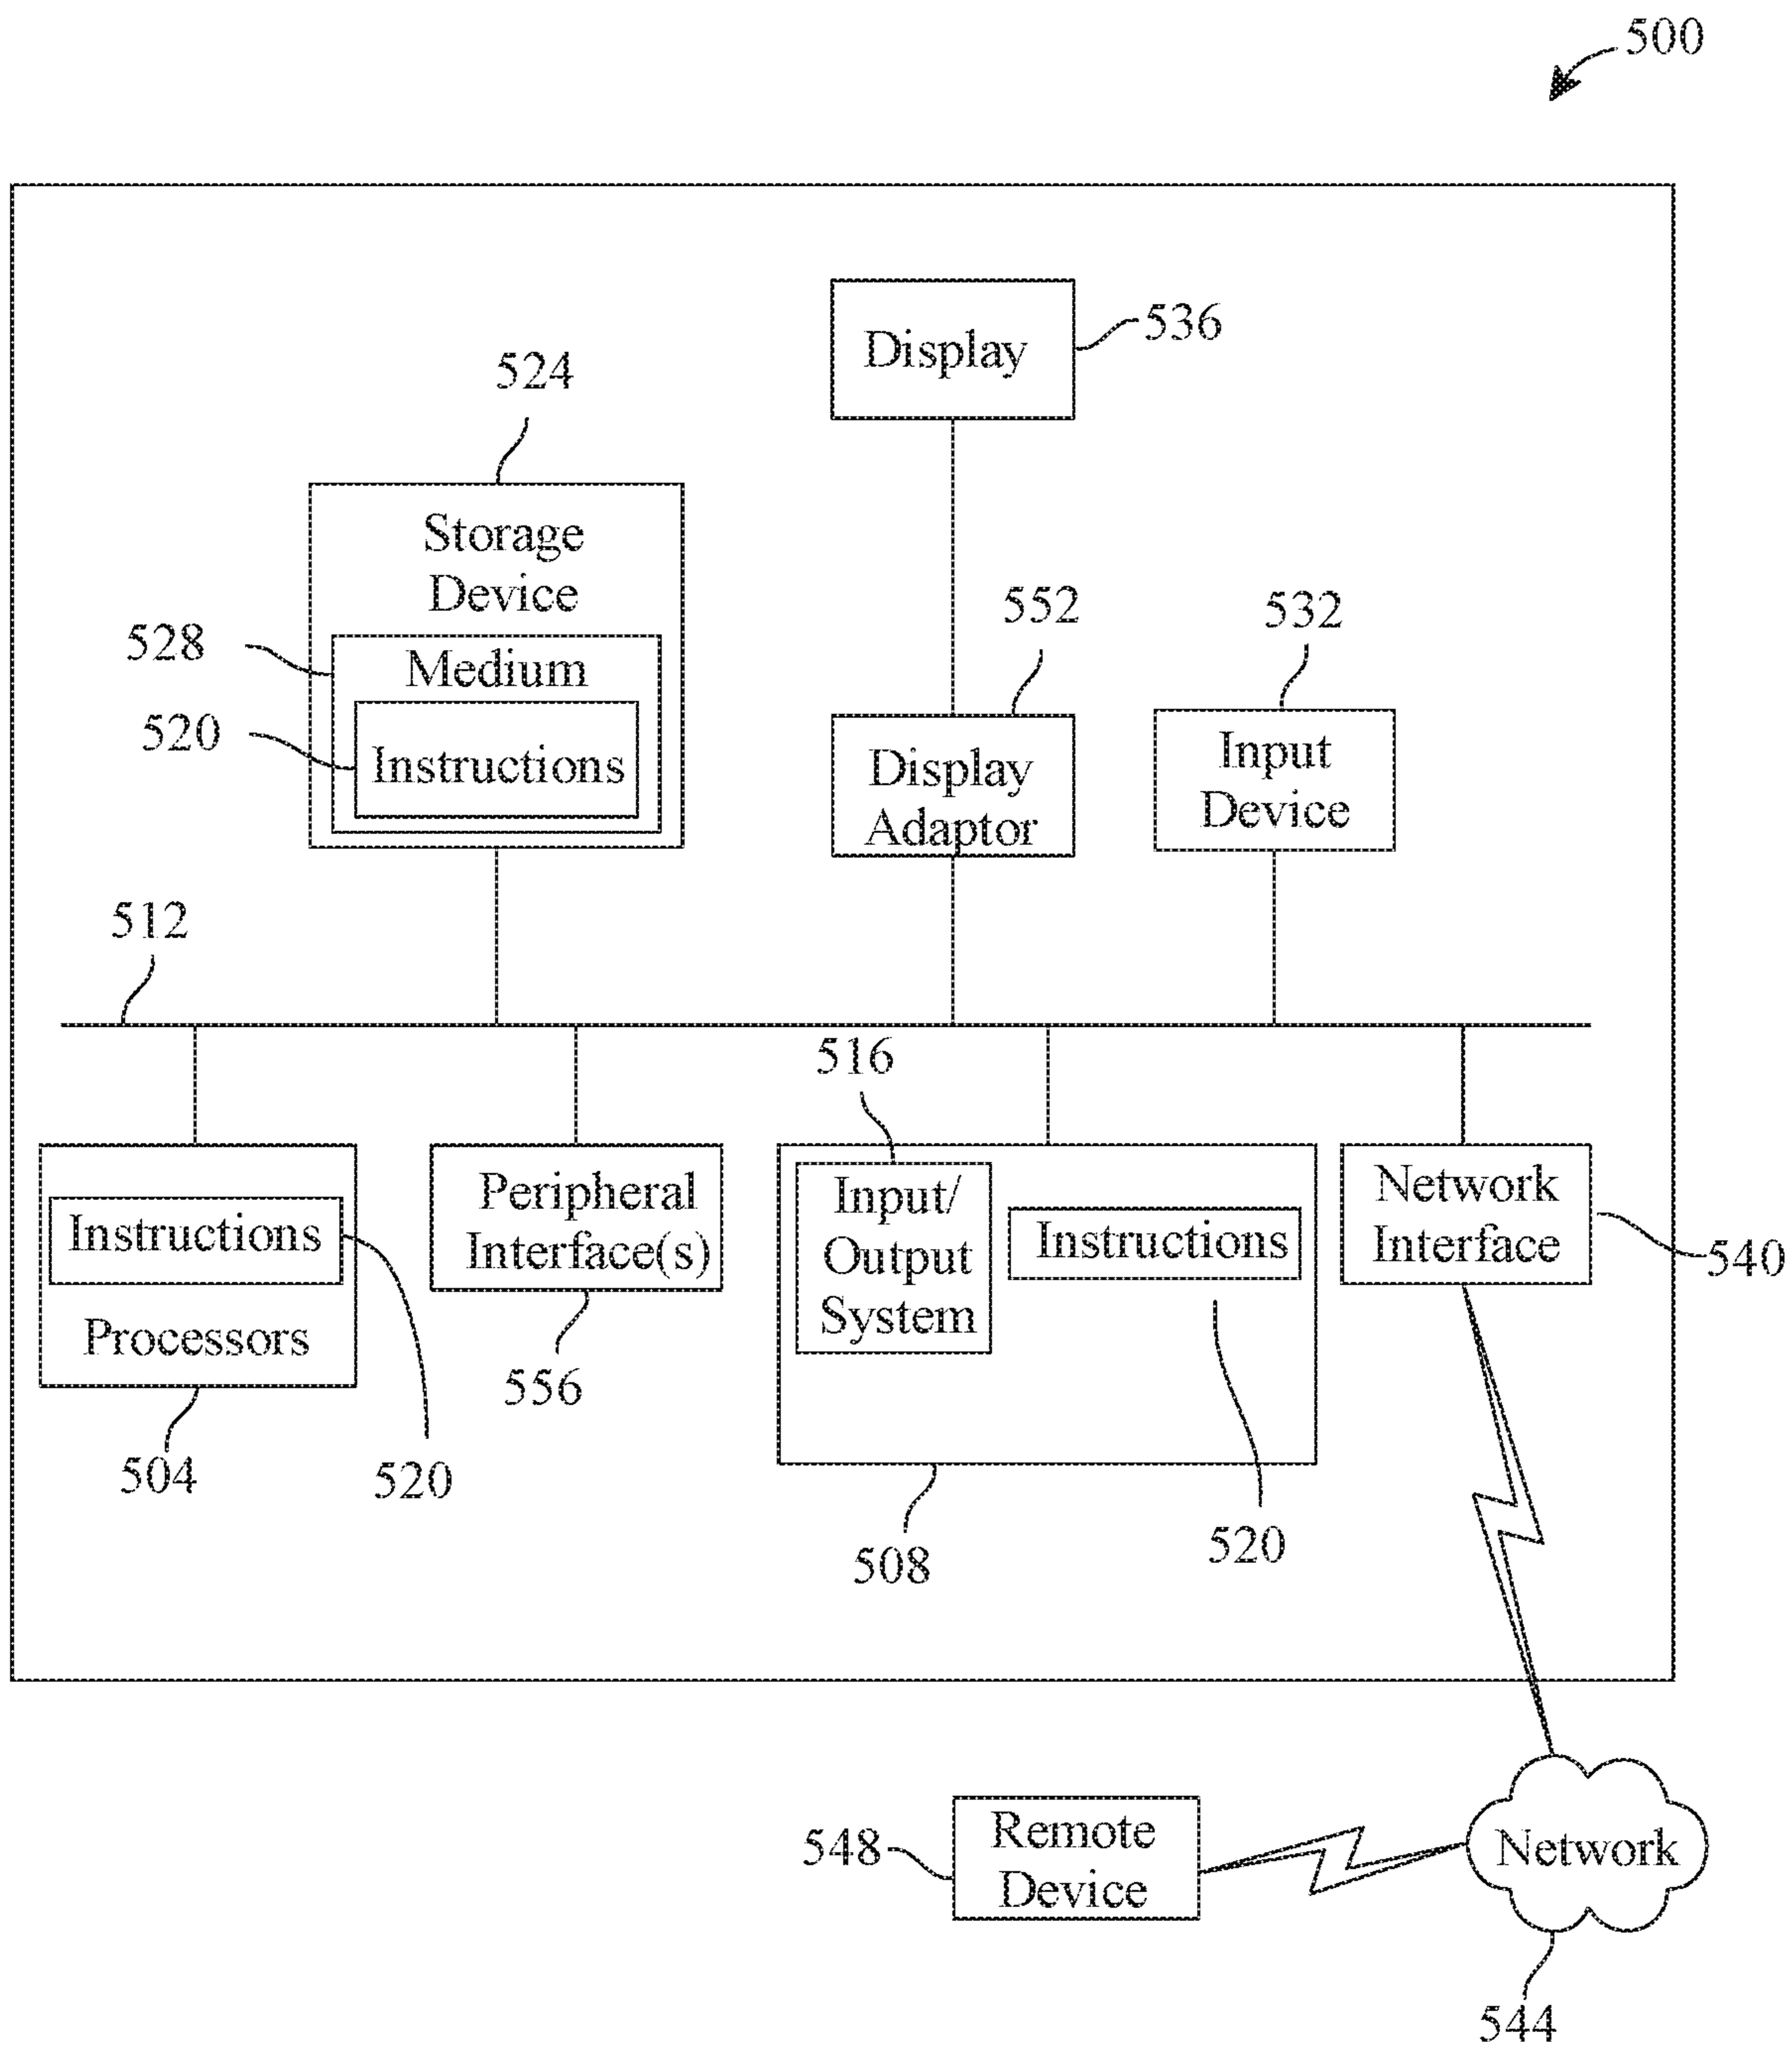 500
Display
536
524
Storage
Device
528
Medium
520
Instructions
552
Display
Adaptor
532
Input
Device
512
516
Instructions
Processors
504
520
Peripheral
Interface(s)
556
Input/
Output
System
Instructions
508
520
Network
Interface
540
548
Remote
Device
Network
544